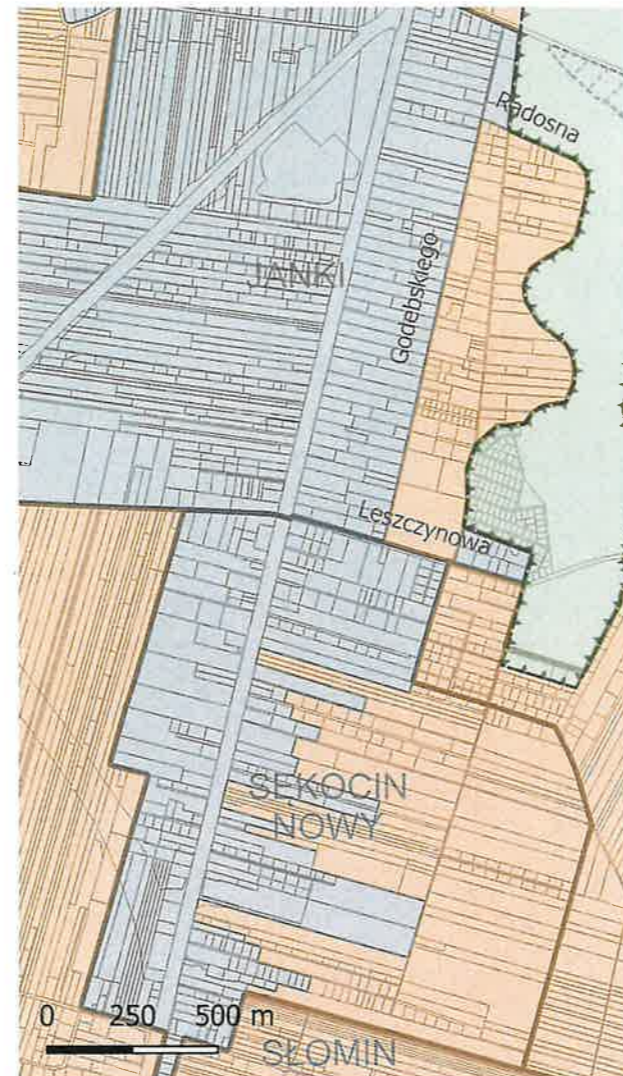 Radosna
JANKI
Godebskiego
Leszczynowa
SĘKOCIN
NOWY
0 250 500 m
SŁOMIN